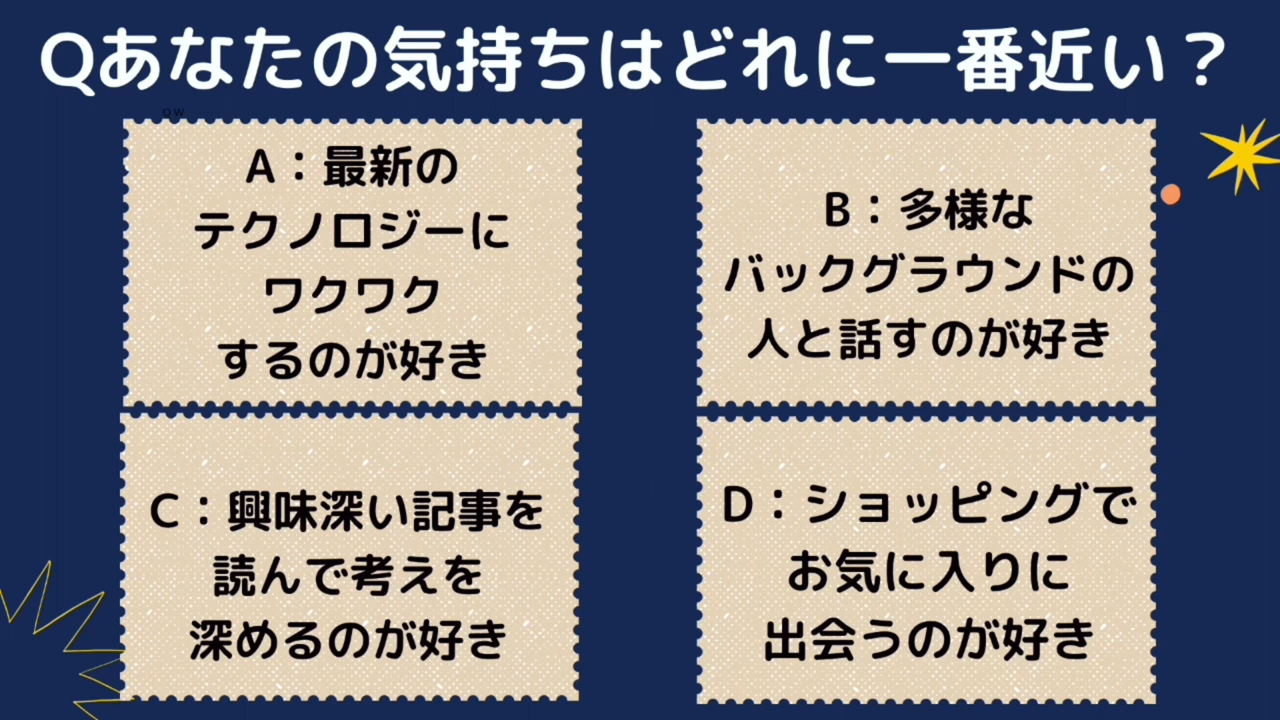 Qあなたの気持ちはどれに一番近い？
A：最新の
テクノロジーに
ワクワク
するのが好き
B：多様な
バックグラウンドの
人と話すのが好き
C：興味深い記事を
読んで考えを
深めるのが好き
D：ショッピングで
お気に入りに
出会うのが好き